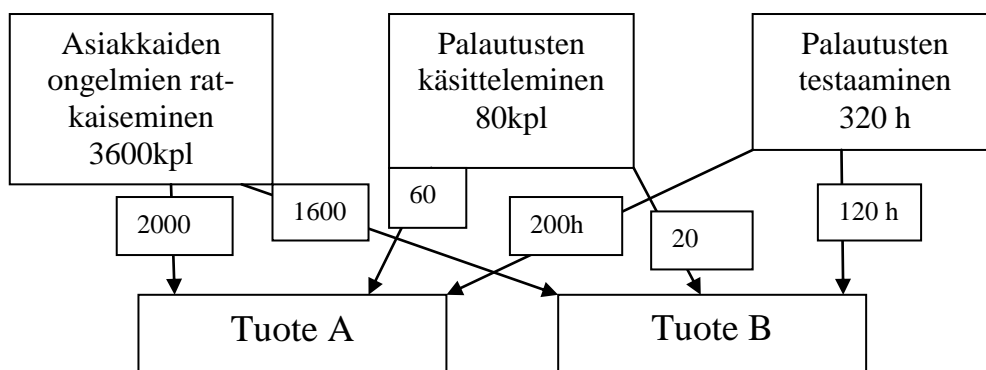 Asiakkaiden
ongelmien rat-
kaiseminen
3600kpl
Palautusten
käsitteleminen
80kpl
Palautusten
testaaminen
320 h
2000
1600
60
200h
20
120 h
Tuote A
Tuote B